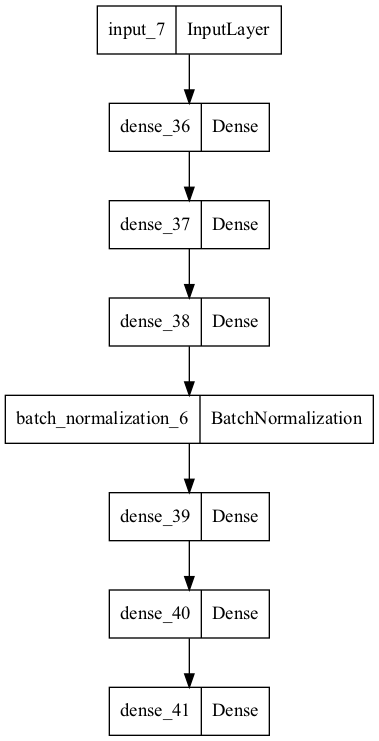 input_7 InputLayer
dense_36 Dense
dense_37 Dense
dense_38 Dense
batch_normalization_6 BatchNormalization
dense_39 Dense
dense_40 Dense
dense_41 Dense